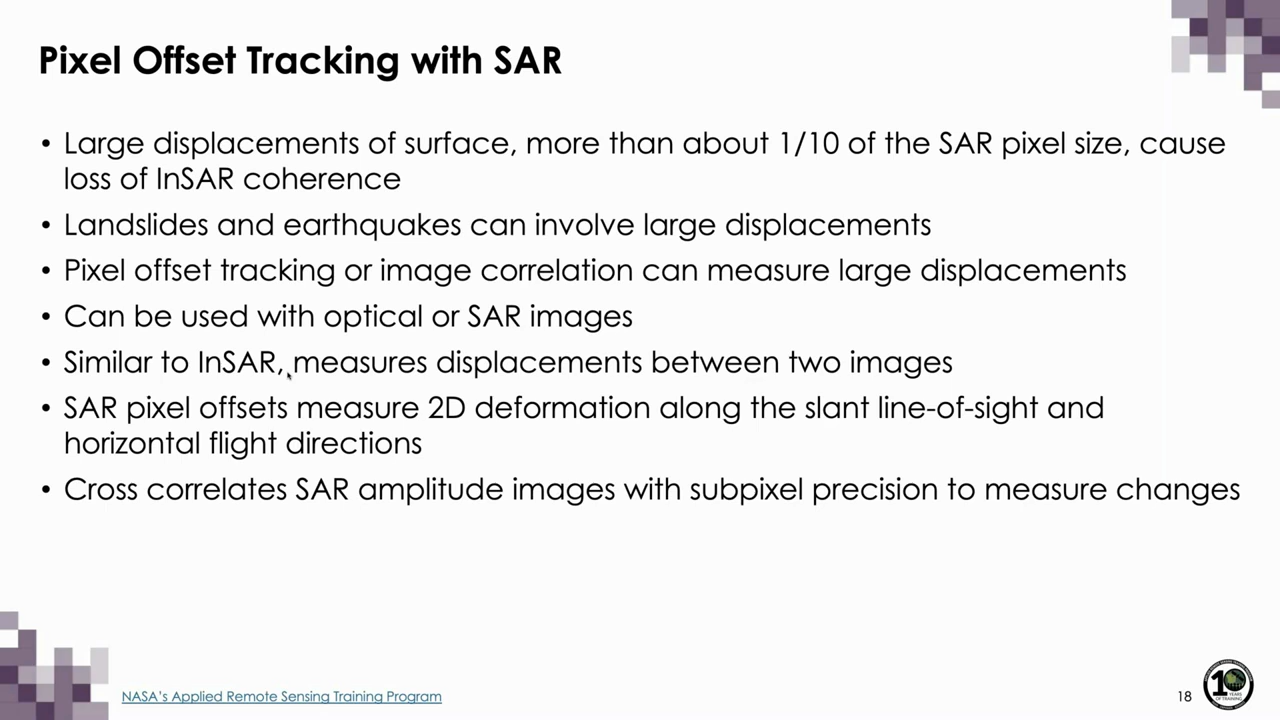 Pixel Offset Tracking with SAR
• Large displacements of surface, more than about 1/10 of the SAR pixel size, cause
loss of InSAR coherence
• Landslides and earthquakes can involve large displacements
• Pixel offset tracking or image correlation can measure large displacements
• Can be used with optical or SAR images
• Similar to InSAR, measures displacements between two images
• SAR pixel offsets measure 2D deformation along the slant line-of-sight and
horizontal flight directions
• Cross correlates SAR amplitude images with subpixel precision to measure changes
NASA's Applied Remote Sensing Training Program
18
10
YEARS
OF TRAINING